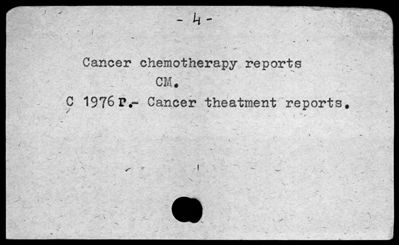 - 4 -
Cancer chemotherapy reports
CM.
С 1976 г.- Cancer theatment reports.